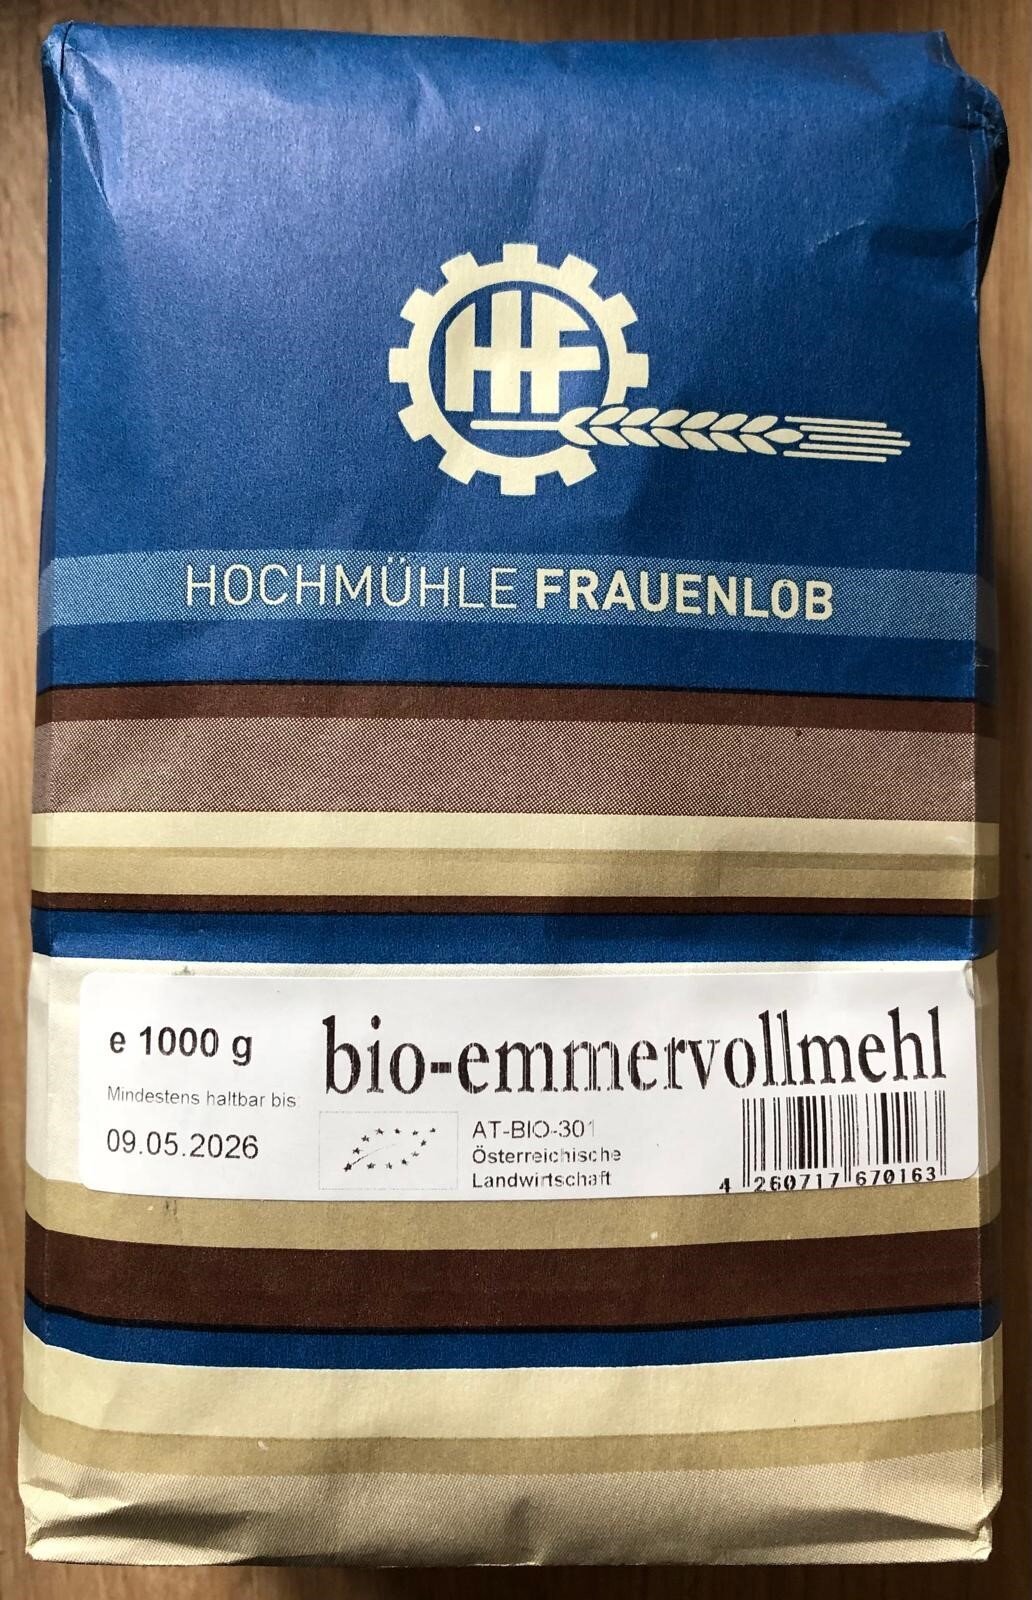 HF
HOCHMÜHLE FRAUENLOB
e 1000 g
bio-emmervollmehl
Mindestens haltbar bis
09.05.2026
AT-BIO-301
Österreichische
Landwirtschaft
4 260717 670163